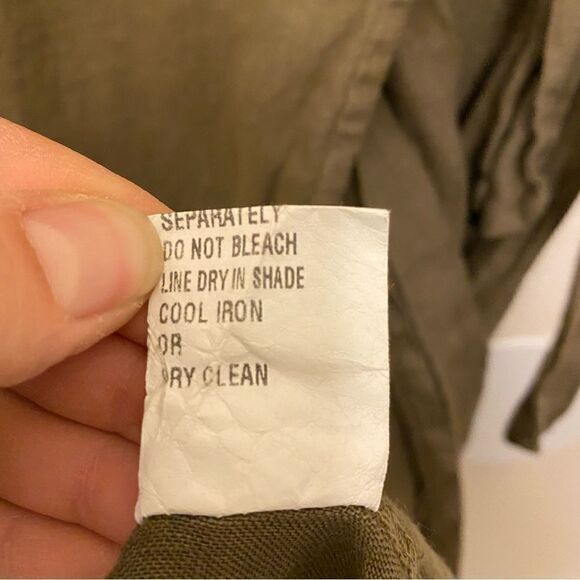 SEPARATELY
DO NOT BLEACH
LINE DRY IN SHADE
COOL IRON
OR
DRY CLEAN